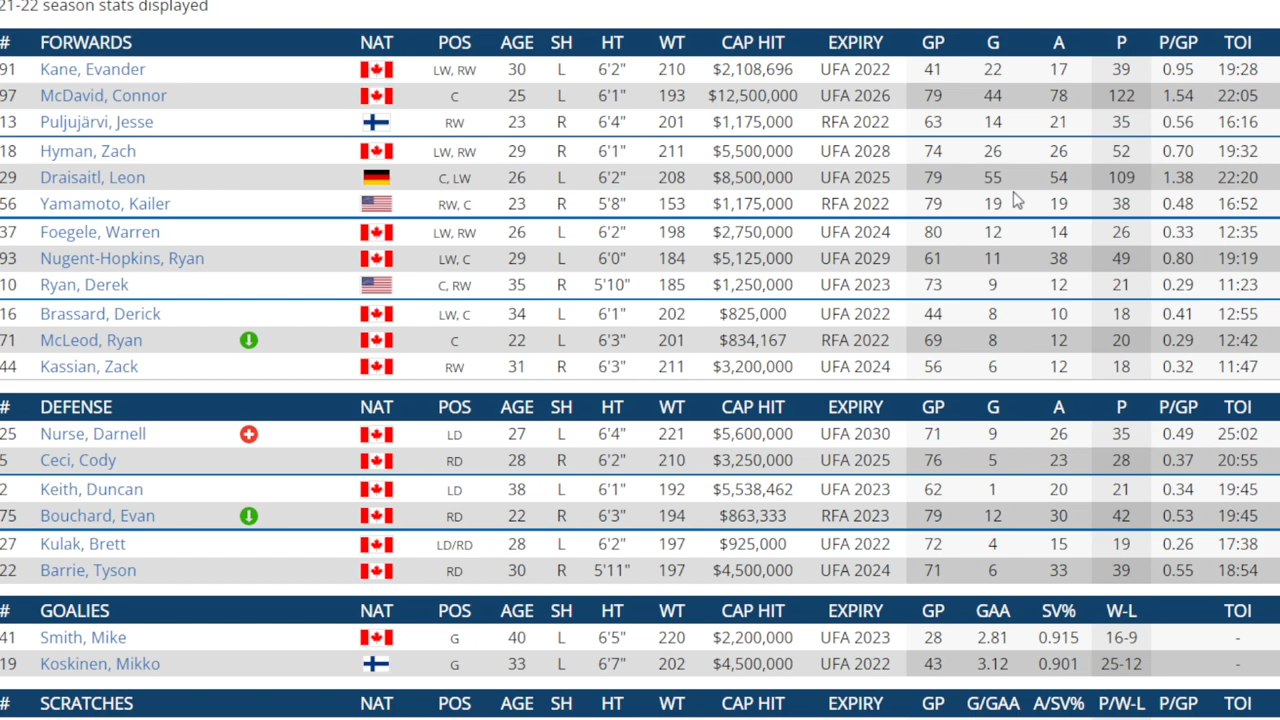 21-22 season stats displayed
# FORWARDS NAT POS AGE SH HT WT CAP HIT EXPIRY GP G A P P/GP TOI
91 Kane, Evander LW, RW 30 L 6'2" 210 $2,108,696 UFA 2022 41 22 17 39 0.95 19:28
97 McDavid, Connor C 25 L 6'1" 193 $12,500,000 UFA 2026 79 44 78 122 1.54 22:05
13 Puljujärvi, Jesse RW 23 R 6'4" 201 $1,175,000 RFA 2022 63 14 21 35 0.56 16:16
18 Hyman, Zach LW, RW 29 R 6'1" 211 $5,500,000 UFA 2028 74 26 26 52 0.70 19:32
29 Draisaitl, Leon C, LW 26 L 6'2" 208 $8,500,000 UFA 2025 79 55 54 109 1.38 22:20
56 Yamamoto, Kailer RW, C 23 R 5'8" 153 $1,175,000 RFA 2022 79 19 19 38 0.48 16:52
37 Foegele, Warren LW, RW 26 L 6'2" 198 $2,750,000 UFA 2024 80 12 14 26 0.33 12:35
93 Nugent-Hopkins, Ryan LW, C 29 L 6'0" 184 $5,125,000 UFA 2029 61 11 38 49 0.80 19:19
10 Ryan, Derek C, RW 35 R 5'10" 185 $1,250,000 UFA 2023 73 9 12 21 0.29 11:23
16 Brassard, Derick LW, C 34 L 6'1" 202 $825,000 UFA 2022 44 8 10 18 0.41 12:55
71 McLeod, Ryan C 22 L 6'3" 201 $834,167 RFA 2022 69 8 12 20 0.29 12:42
44 Kassian, Zack RW 31 R 6'3" 211 $3,200,000 UFA 2024 56 6 12 18 0.32 11:47
# DEFENSE NAT POS AGE SH HT WT CAP HIT EXPIRY GP G A P P/GP TOI
25 Nurse, Darnell LD 27 L 6'4" 221 $5,600,000 UFA 2030 71 9 26 35 0.49 25:02
5 Ceci, Cody RD 28 R 6'2" 210 $3,250,000 UFA 2025 76 5 23 28 0.37 20:55
2 Keith, Duncan LD 38 L 6'1" 192 $5,538,462 UFA 2023 62 1 20 21 0.34 19:45
75 Bouchard, Evan RD 22 R 6'3" 194 $863,333 RFA 2023 79 12 30 42 0.53 19:45
27 Kulak, Brett LD/RD 28 L 6'2" 197 $925,000 UFA 2022 72 4 15 19 0.26 17:38
22 Barrie, Tyson RD 30 R 5'11" 197 $4,500,000 UFA 2024 71 6 33 39 0.55 18:54
# GOALIES NAT POS AGE SH HT WT CAP HIT EXPIRY GP GAA SV% W-L TOI
41 Smith, Mike G 40 L 6'5" 220 $2,200,000 UFA 2023 28 2.81 0.915 16-9 -
19 Koskinen, Mikko G 33 L 6'7" 202 $4,500,000 UFA 2022 43 3.12 0.901 25-12 -
# SCRATCHES NAT POS AGE SH HT WT CAP HIT EXPIRY GP G/GAA A/SV% P/W-L P/GP TOI